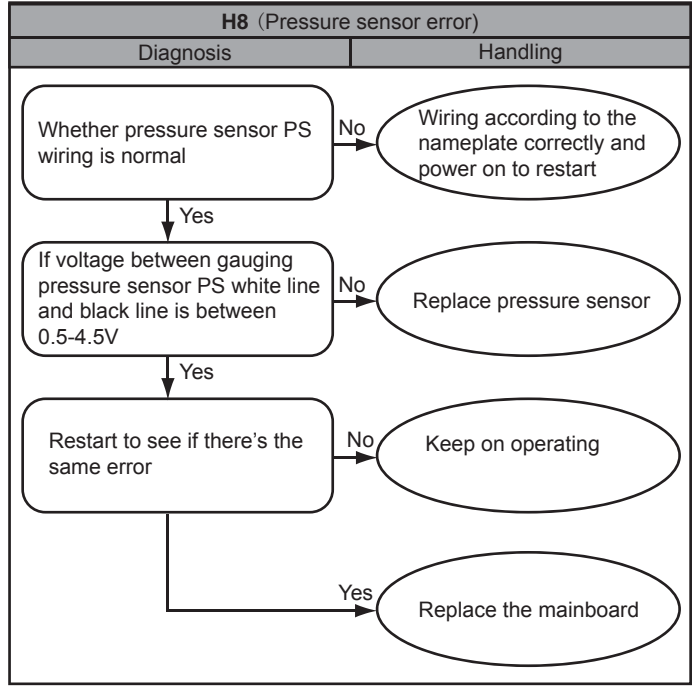 H8 (Pressure sensor error)
Diagnosis
Handling
Whether pressure sensor PS
wiring is normal
No
Wiring according to the
nameplate correctly and
power on to restart
Yes
If voltage between gauging
pressure sensor PS white line
and black line is between
0.5-4.5V
No
Replace pressure sensor
Yes
Restart to see if there's the
same error
No
Keep on operating
Yes
Replace the mainboard